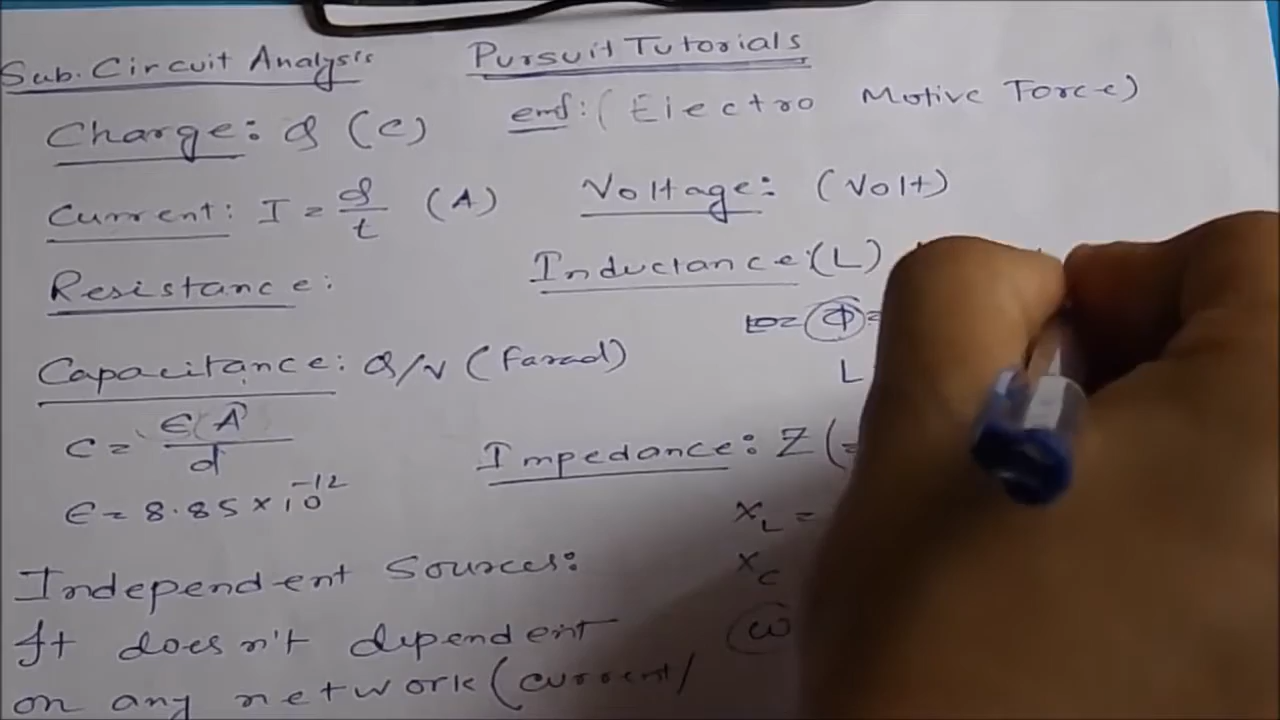 Sub. Circuit Analysis
Pursuit Tutorials
Charge: Q (C)
emf: (Electro Motive Force)
Current: I = Q/t (A)
Voltage: (Volt)
Resistance:
Inductance: (L)
Φ =
L
Capacitance: Q/V (Farad)
C = ЄA/d
Impedance: Z (
Є = 8.85 × 10⁻¹²
X_L =
X_C
ω
Independent Sources:
It doesn't dependent
on any network (current/